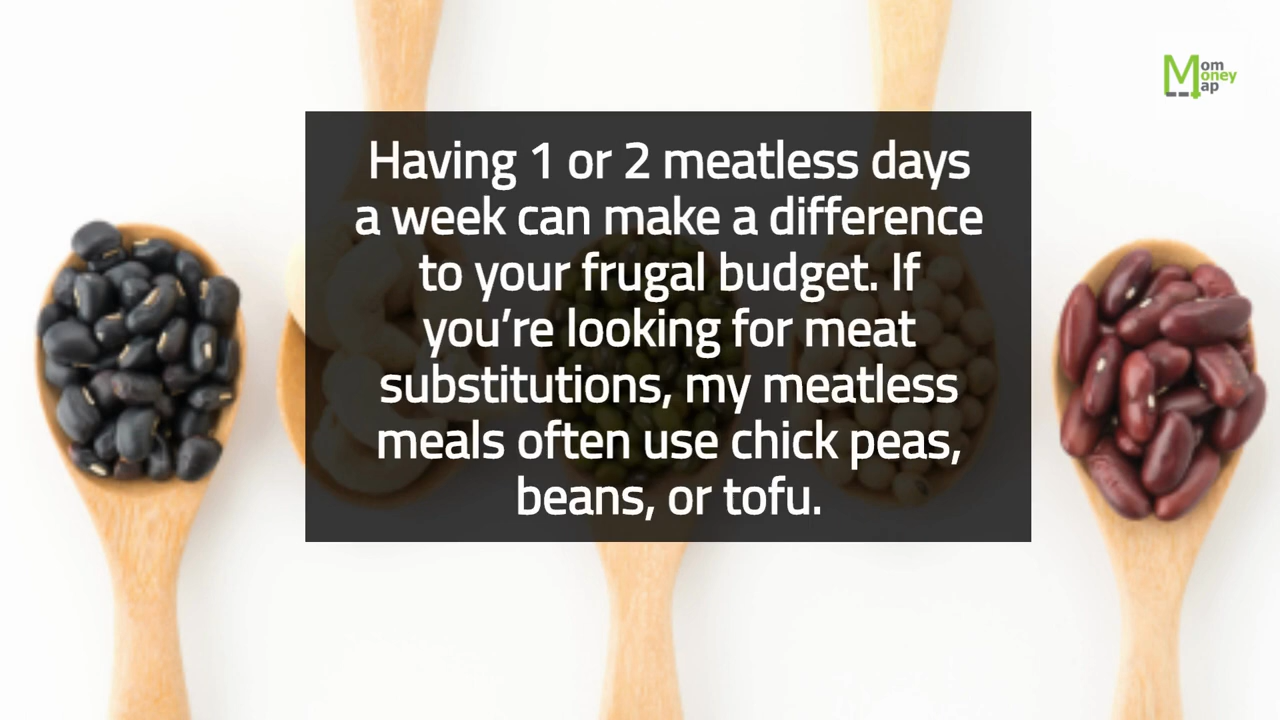 Mom
Money
Map
Having 1 or 2 meatless days
a week can make a difference
to your frugal budget. If
you’re looking for meat
substitutions, my meatless
meals often use chick peas,
beans, or tofu.